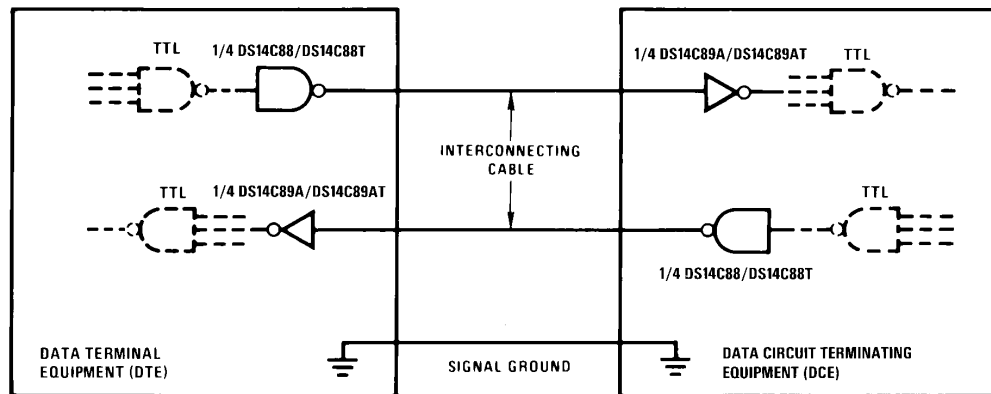 TTL
1/4 DS14C88/DS14C88T
1/4 DS14C89A/DS14C89AT
TTL
INTERCONNECTING
CABLE
TTL
1/4 DS14C89A/DS14C89AT
TTL
1/4 DS14C88/DS14C88T
DATA TERMINAL
EQUIPMENT (DTE)
SIGNAL GROUND
DATA CIRCUIT TERMINATING
EQUIPMENT (DCE)